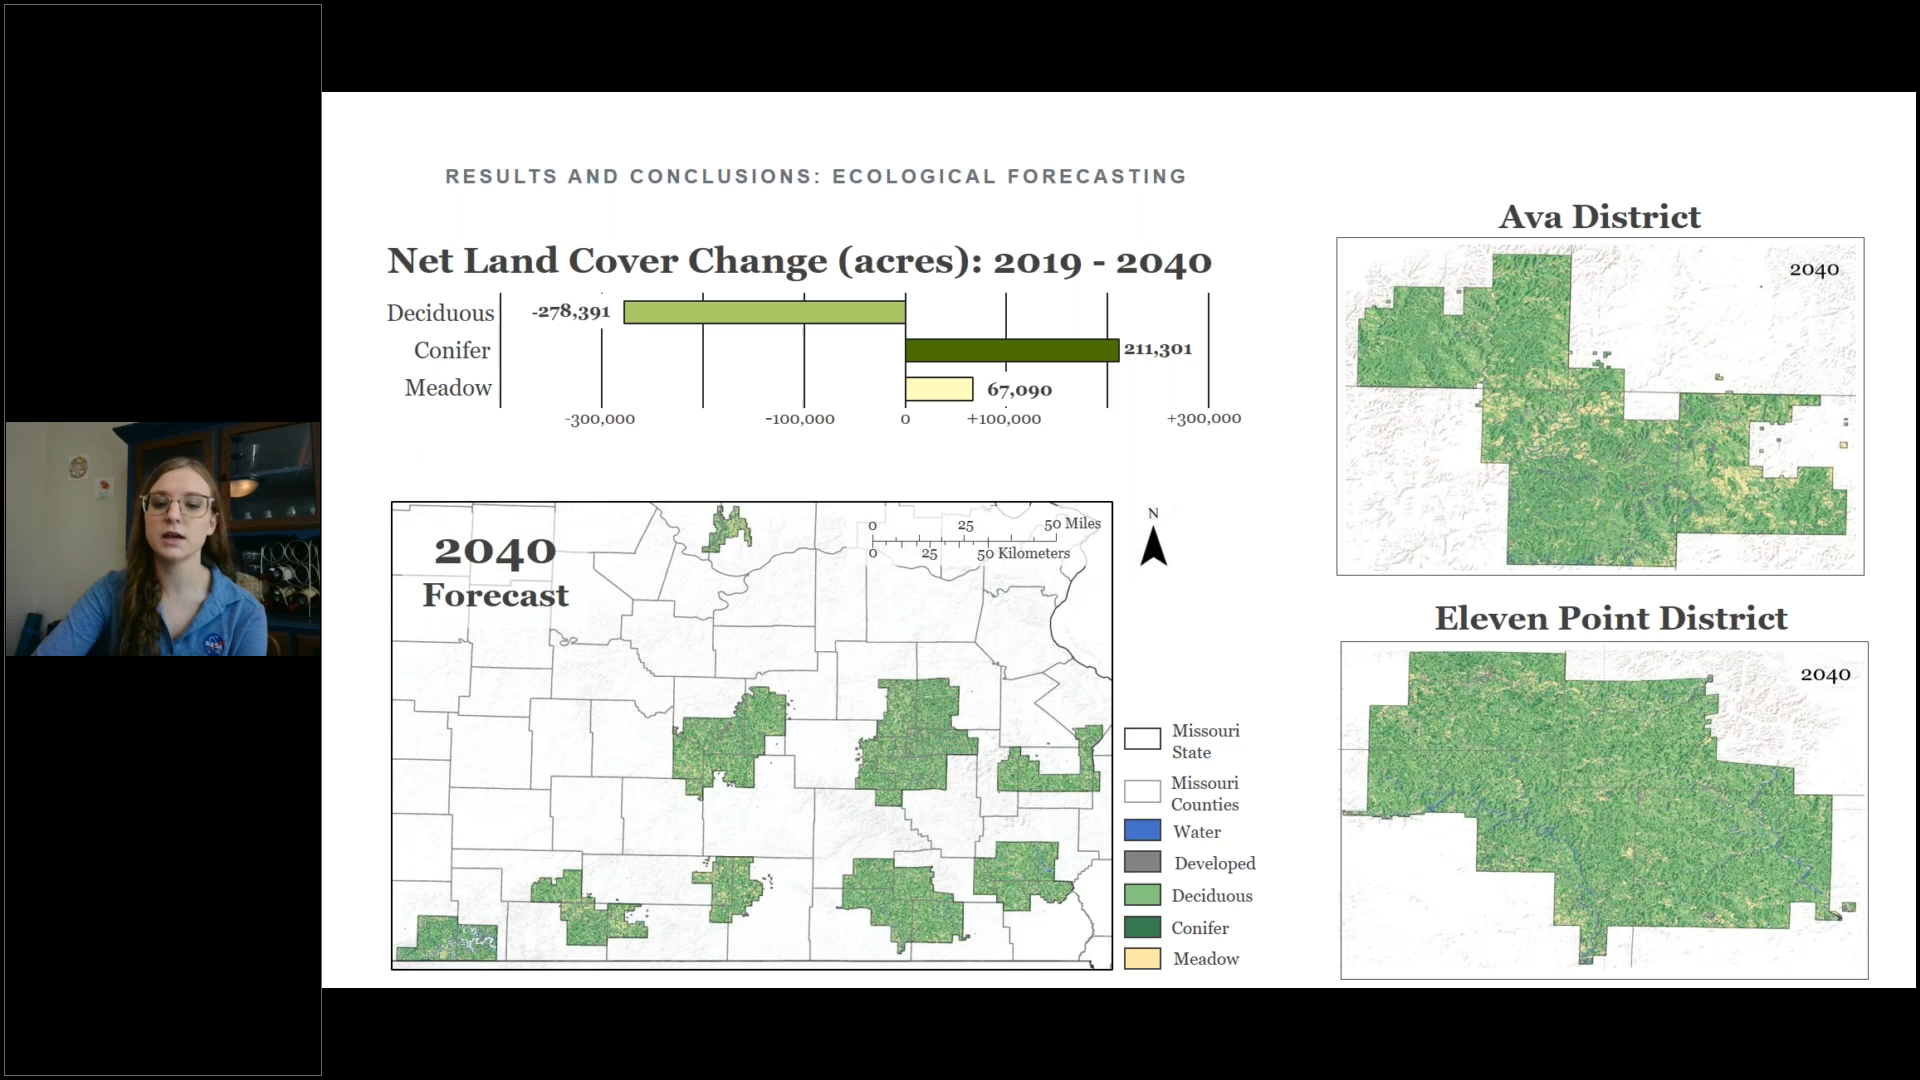 RESULTS AND CONCLUSIONS: ECOLOGICAL FORECASTING
Net Land Cover Change (acres): 2019 - 2040
Deciduous
-278,391
Conifer
211,301
Meadow
67,090
-300,000
-100,000
0
+100,000
+300,000
2040
Forecast
0
25
50 Miles
0
25
50 Kilometers
N
Missouri
State
Missouri
Counties
Water
Developed
Deciduous
Conifer
Meadow
Ava District
2040
Eleven Point District
2040
NASA